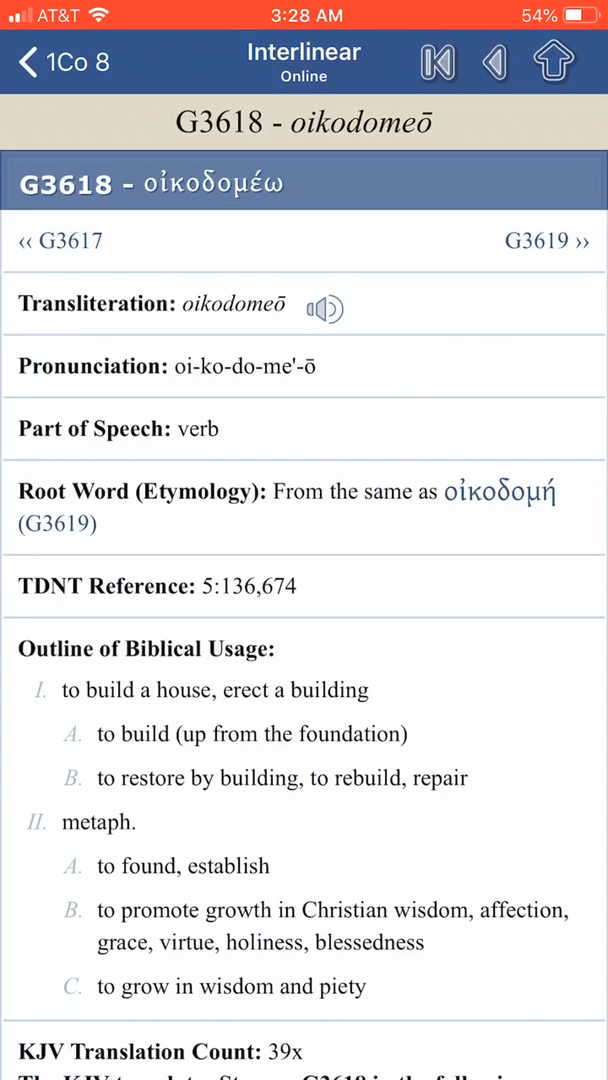 AT&T 3:28 AM 54%
1Co 8 Interlinear
Online
G3618 - oikodomeō
G3618 - οἰκοδομέω
‹‹ G3617 G3619 ››
Transliteration: oikodomeō
Pronunciation: oi-ko-do-me'-ō
Part of Speech: verb
Root Word (Etymology): From the same as οἰκοδομή
(G3619)
TDNT Reference: 5:136,674
Outline of Biblical Usage:
I. to build a house, erect a building
A. to build (up from the foundation)
B. to restore by building, to rebuild, repair
II. metaph.
A. to found, establish
B. to promote growth in Christian wisdom, affection,
grace, virtue, holiness, blessedness
C. to grow in wisdom and piety
KJV Translation Count: 39x